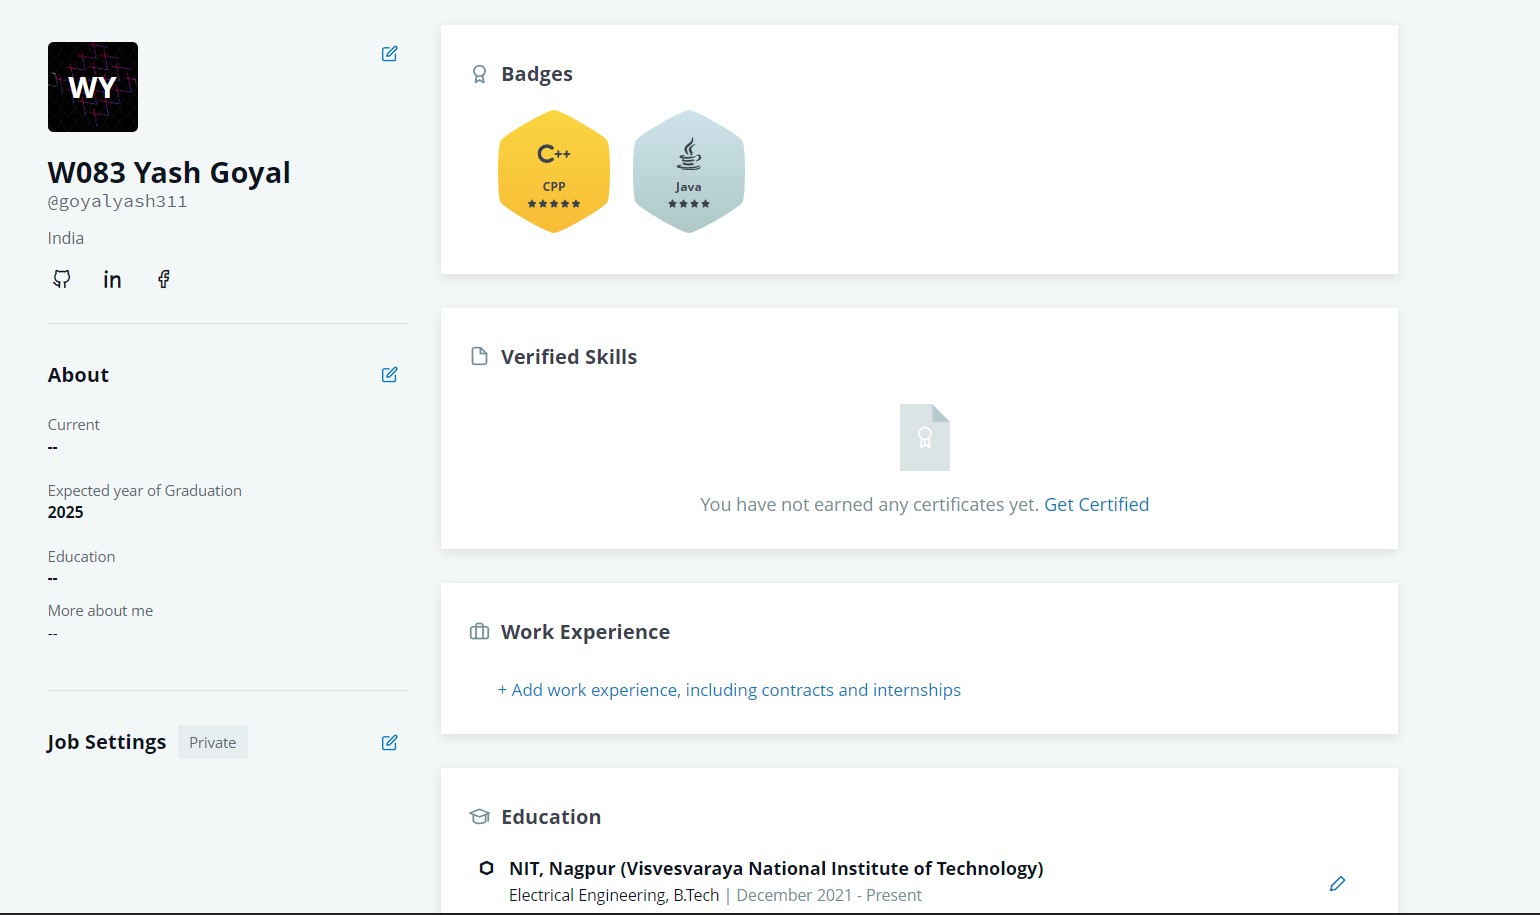 WY
W083 Yash Goyal
@goyalyash311
India
in
About
Current
--
Expected year of Graduation
2025
Education
--
More about me
--
Job Settings Private
Badges
C++
CPP
Java
Verified Skills
You have not earned any certificates yet. Get Certified
Work Experience
+ Add work experience, including contracts and internships
Education
NIT, Nagpur (Visvesvaraya National Institute of Technology)
Electrical Engineering, B.Tech | December 2021 - Present